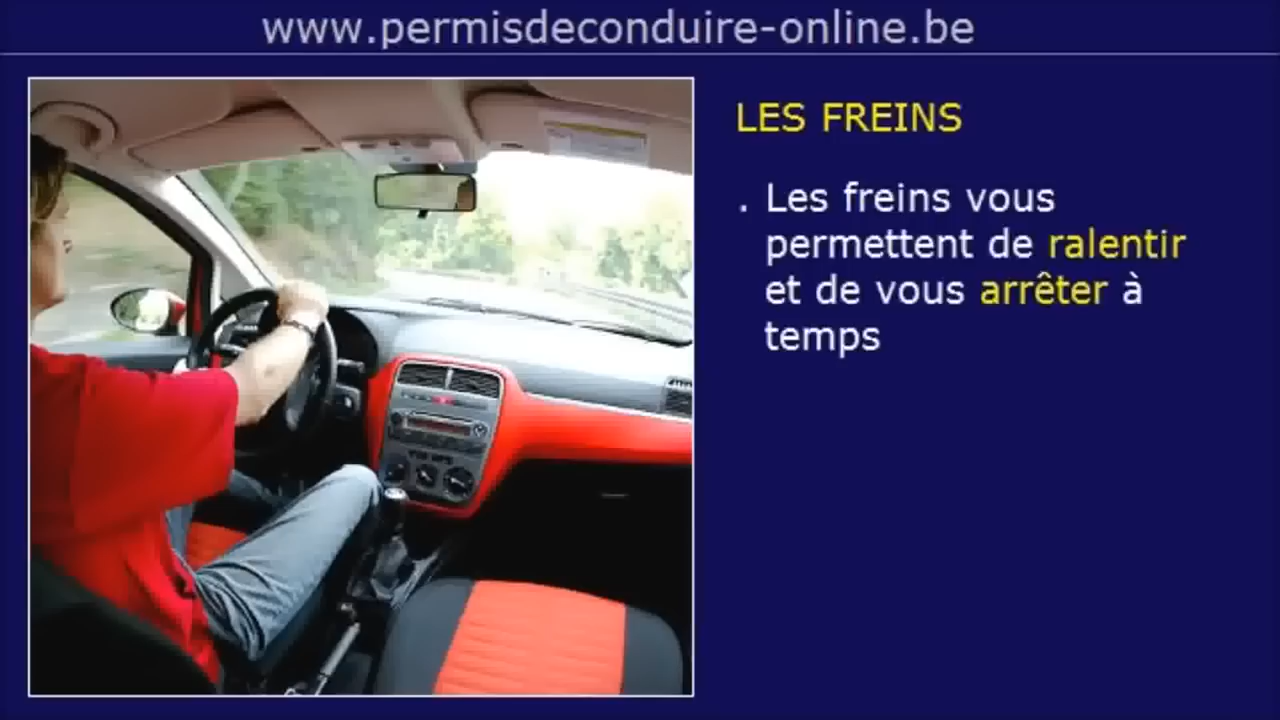 www.permisdeconduire-online.be
LES FREINS
. Les freins vous
permettent de ralentir
et de vous arrêter à
temps